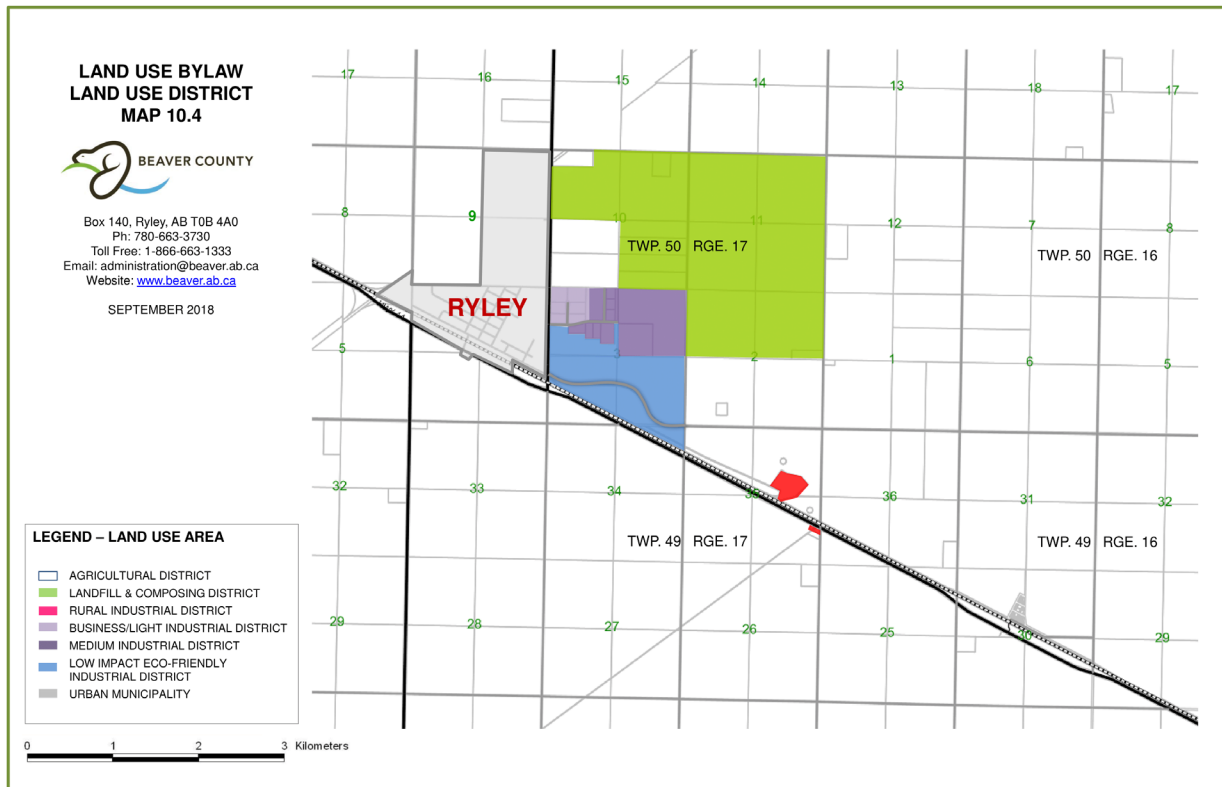 LAND USE BYLAW
LAND USE DISTRICT
MAP 10.4
BEAVER COUNTY
Box 140, Ryley, AB T0B 4A0
Ph: 780-663-3730
Toll Free: 1-866-663-1333
Email: administration@beaver.ab.ca
Website: www.beaver.ab.ca
SEPTEMBER 2018
17 16 15 14 13 18 17
8 9 10 11 12 7 8
TWP. 50 RGE. 17
TWP. 50 RGE. 16
RYLEY
5 3 2 1 6 5
32 33 34 35 36 31 32
TWP. 49 RGE. 17
TWP. 49 RGE. 16
29 28 27 26 25 30 29
LEGEND – LAND USE AREA
AGRICULTURAL DISTRICT
LANDFILL & COMPOSING DISTRICT
RURAL INDUSTRIAL DISTRICT
BUSINESS/LIGHT INDUSTRIAL DISTRICT
MEDIUM INDUSTRIAL DISTRICT
LOW IMPACT ECO-FRIENDLY
INDUSTRIAL DISTRICT
URBAN MUNICIPALITY
0 1 2 3 Kilometers